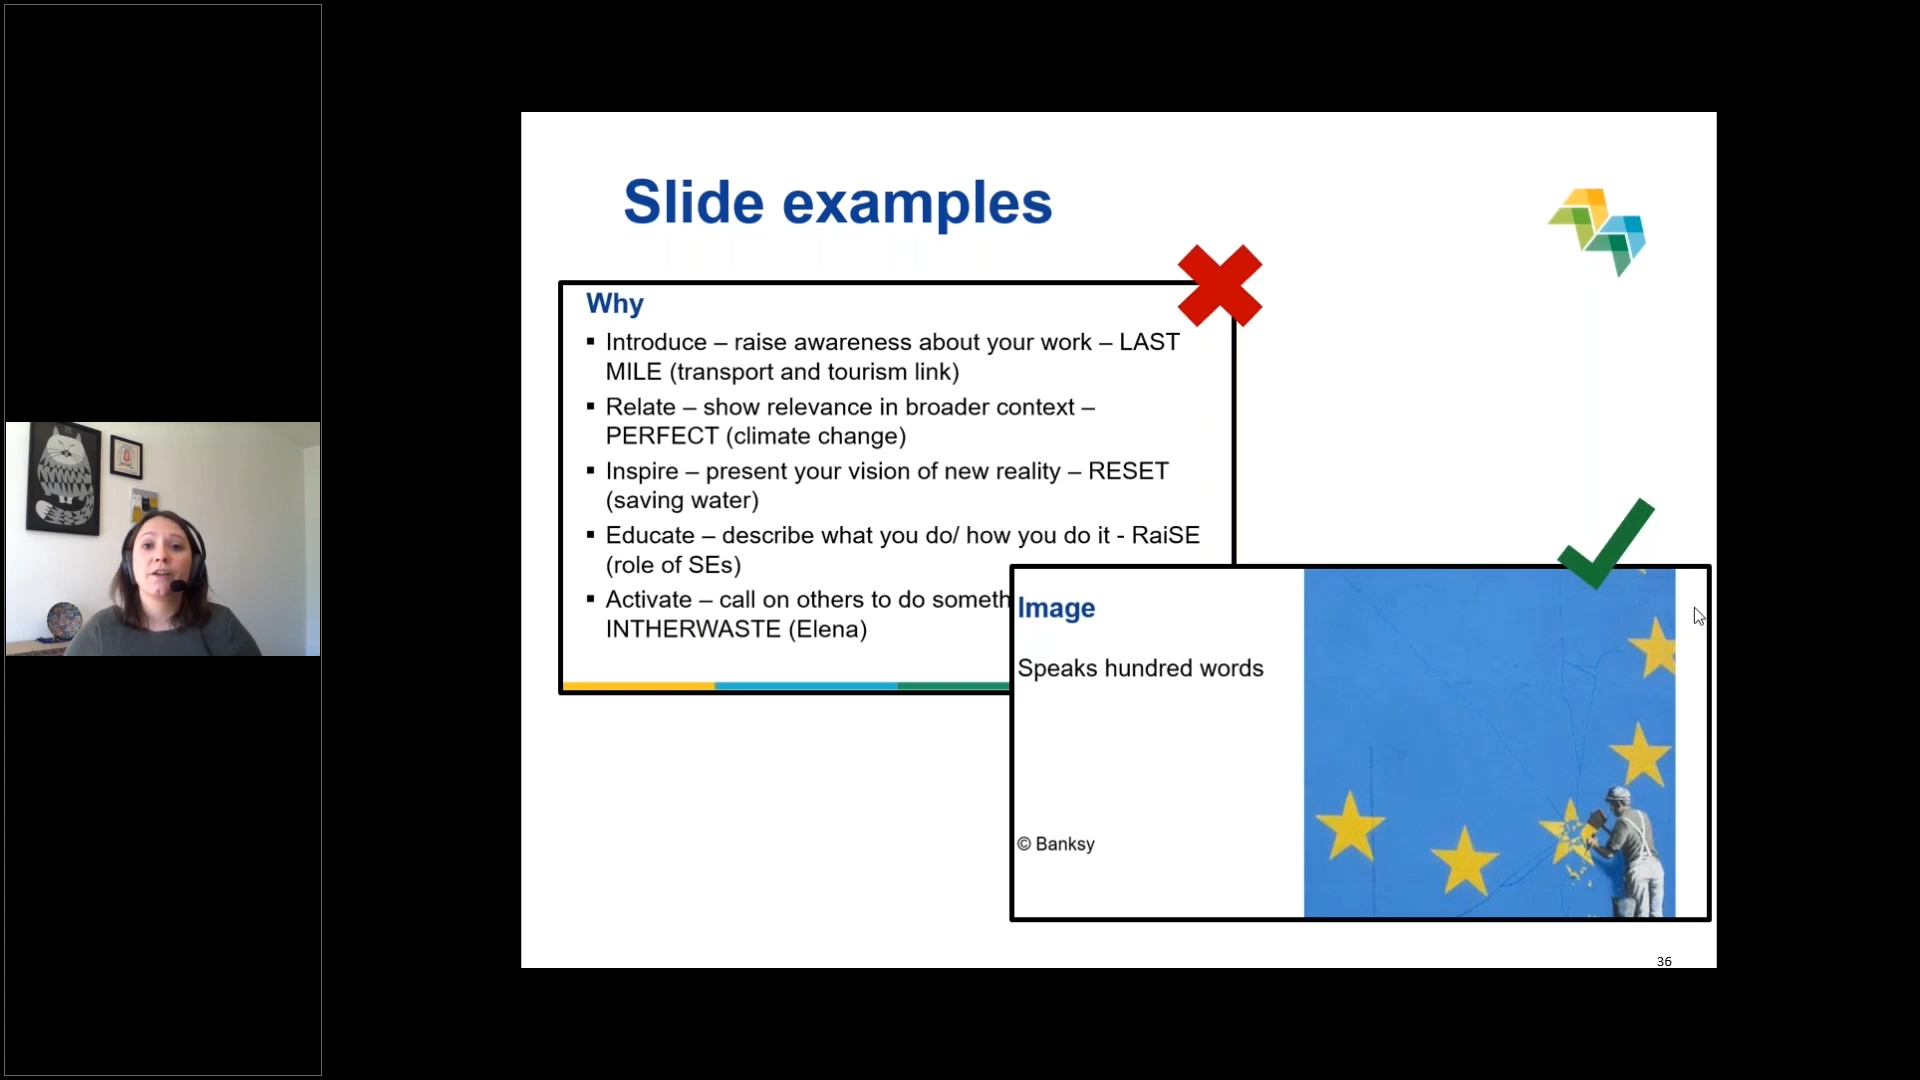 Slide examples
Why
▪ Introduce – raise awareness about your work – LAST
MILE (transport and tourism link)
▪ Relate – show relevance in broader context –
PERFECT (climate change)
▪ Inspire – present your vision of new reality – RESET
(saving water)
▪ Educate – describe what you do/ how you do it - RaiSE
(role of SEs)
▪ Activate – call on others to do someth
INTHERWASTE (Elena)
Image
Speaks hundred words
© Banksy
36